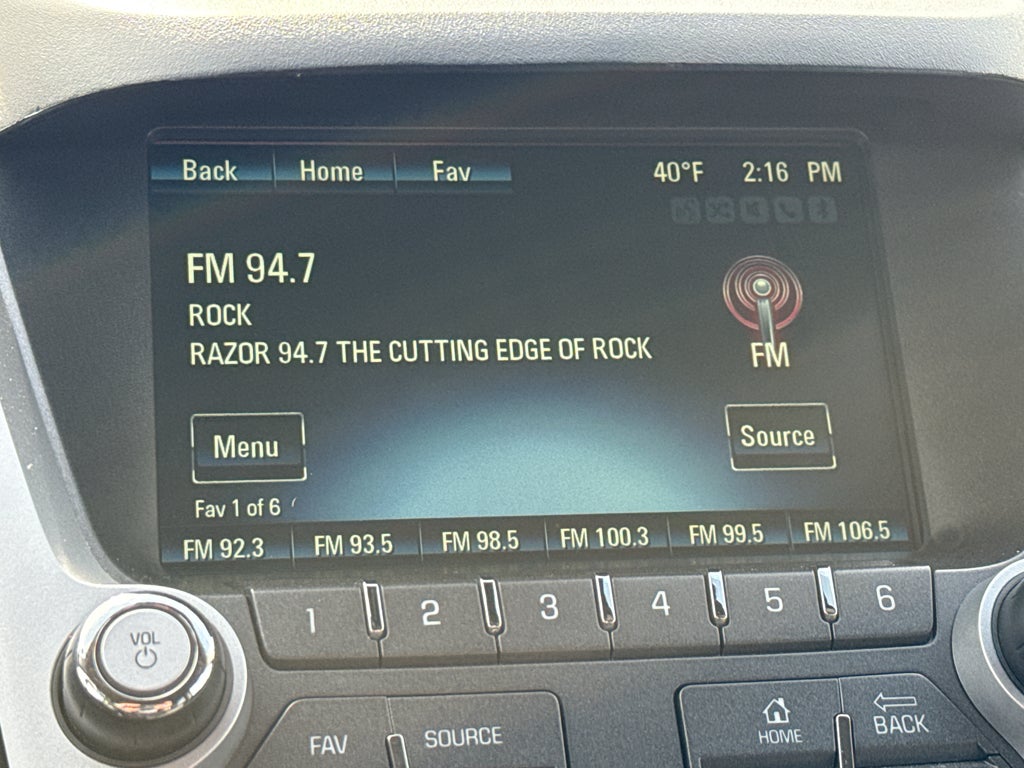 Back Home Fav 40°F 2:16 PM
FM 94.7
ROCK
RAZOR 94.7 THE CUTTING EDGE OF ROCK
FM
Menu Source
Fav 1 of 6
FM 92.3 FM 93.5 FM 98.5 FM 100.3 FM 99.5 FM 106.5
1 2 3 4 5 6
VOL
FAV SOURCE HOME BACK